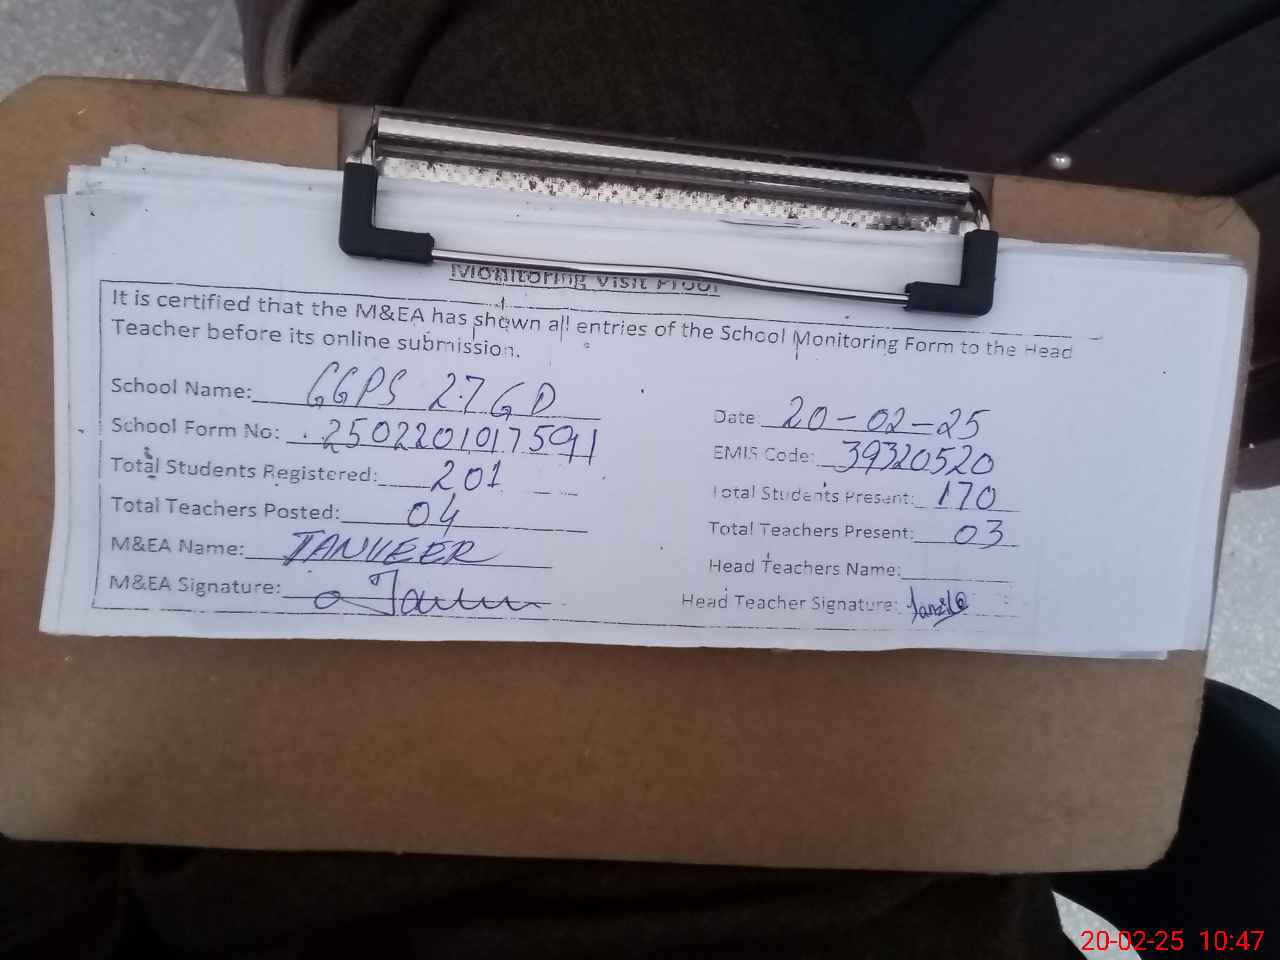 Monitoring Visit Proof
It is certified that the M&EA has shown all entries of the School Monitoring Form to the Head
Teacher before its online submission.
School Name: GGPS 27 GD
Date: 20-02-25
School Form No: 2502201017591
EMIS Code: 39320520
Total Students Registered: 201
Total Students Present: 170
Total Teachers Posted: 04
Total Teachers Present: 03
M&EA Name: TANVEER
Head Teachers Name:
M&EA Signature:
Head Teacher Signature:
20-02-25 10:47